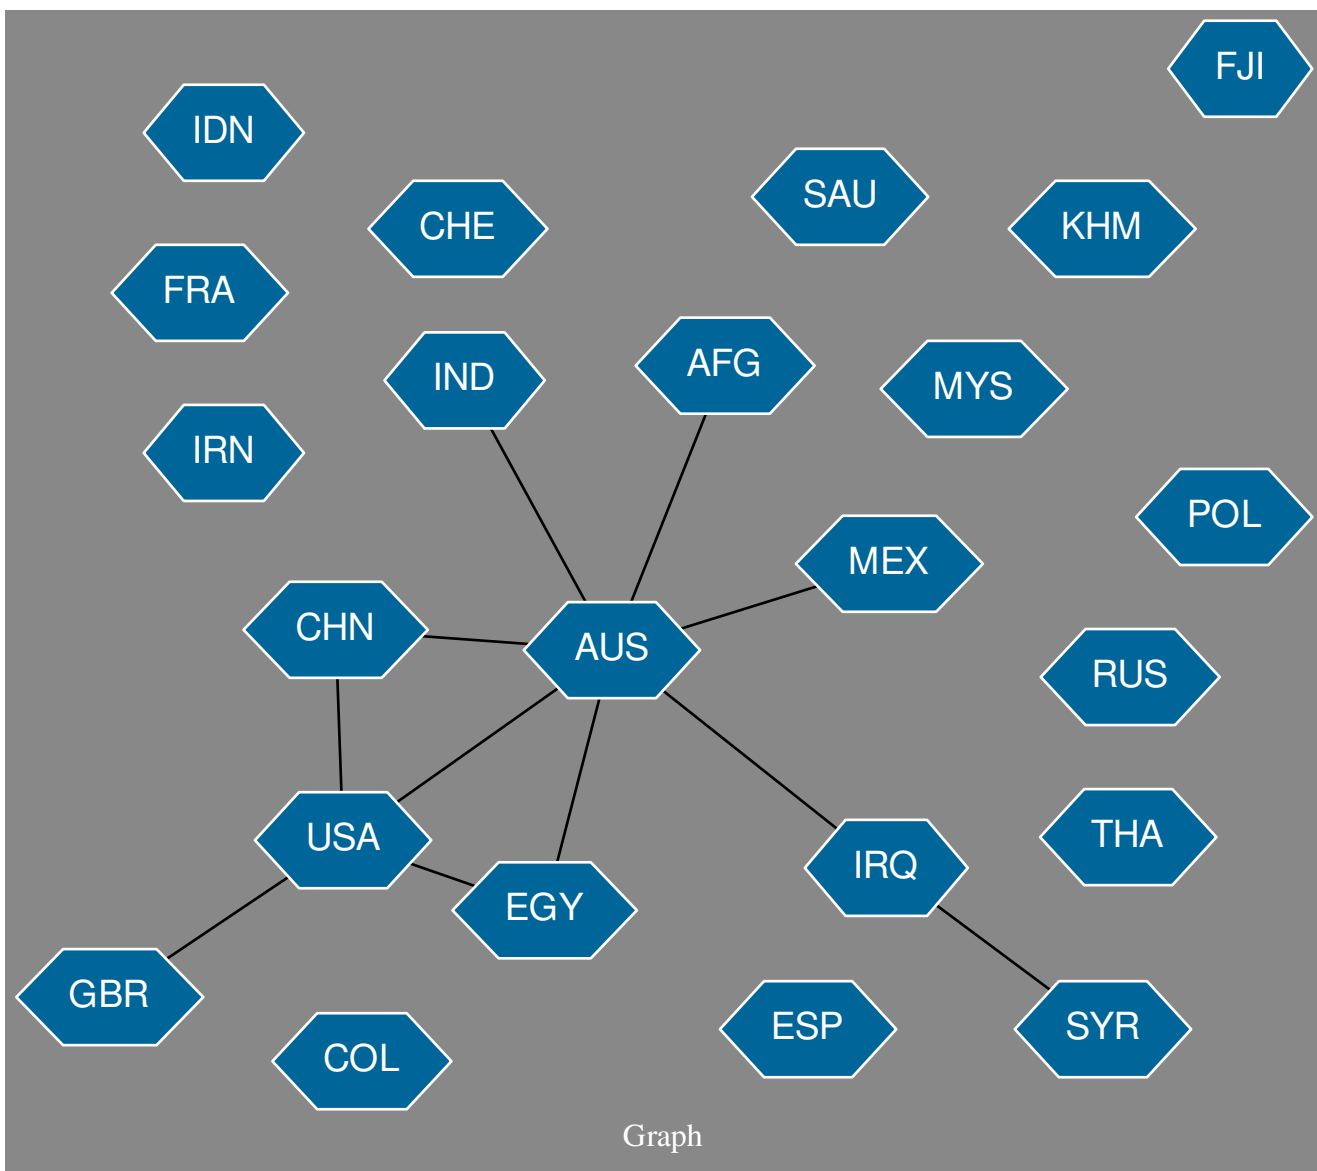 FJI
IDN
SAU
CHE
KHM
FRA
AFG
IND
MYS
IRN
POL
MEX
CHN
AUS
RUS
THA
USA
IRQ
EGY
GBR
ESP
SYR
COL
Graph